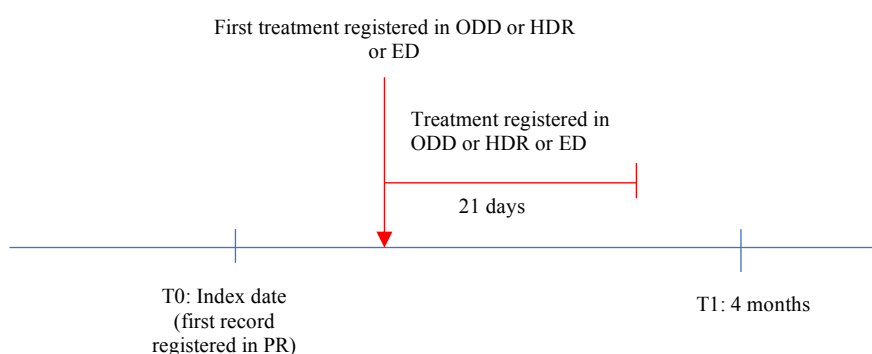 First treatment registered in ODD or HDR
or ED
Treatment registered in
ODD or HDR or ED
21 days
T0: Index date
(first record
registered in PR)
T1: 4 months